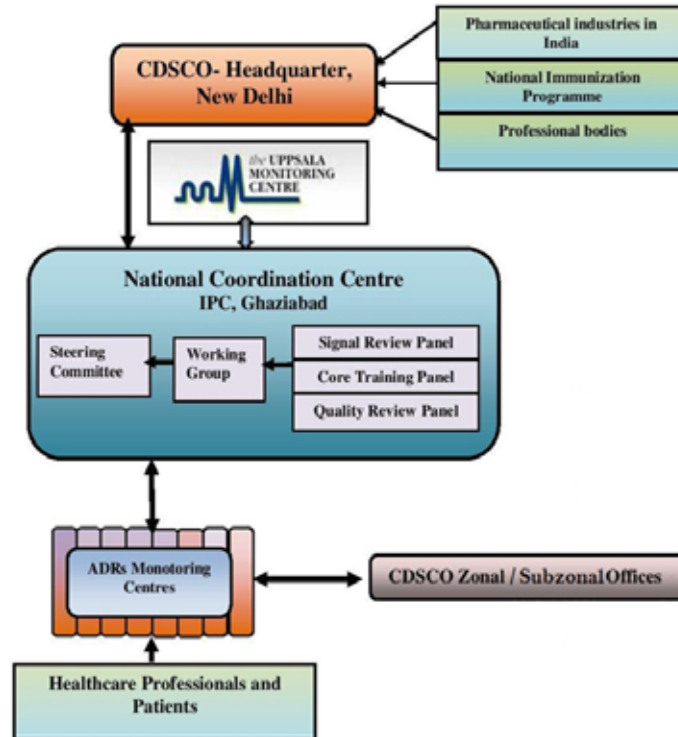 Pharmaceutical industries in
India
CDSCO- Headquarter,
New Delhi
National Immunization
Programme
Professional bodies
the UPPSALA
MONITORING
CENTRE
National Coordination Centre
IPC, Ghaziabad
Steering
Committee
Working
Group
Signal Review Panel
Core Training Panel
Quality Review Panel
ADRs Monotoring
Centres
CDSCO Zonal / Subzonal Offices
Healthcare Professionals and
Patients